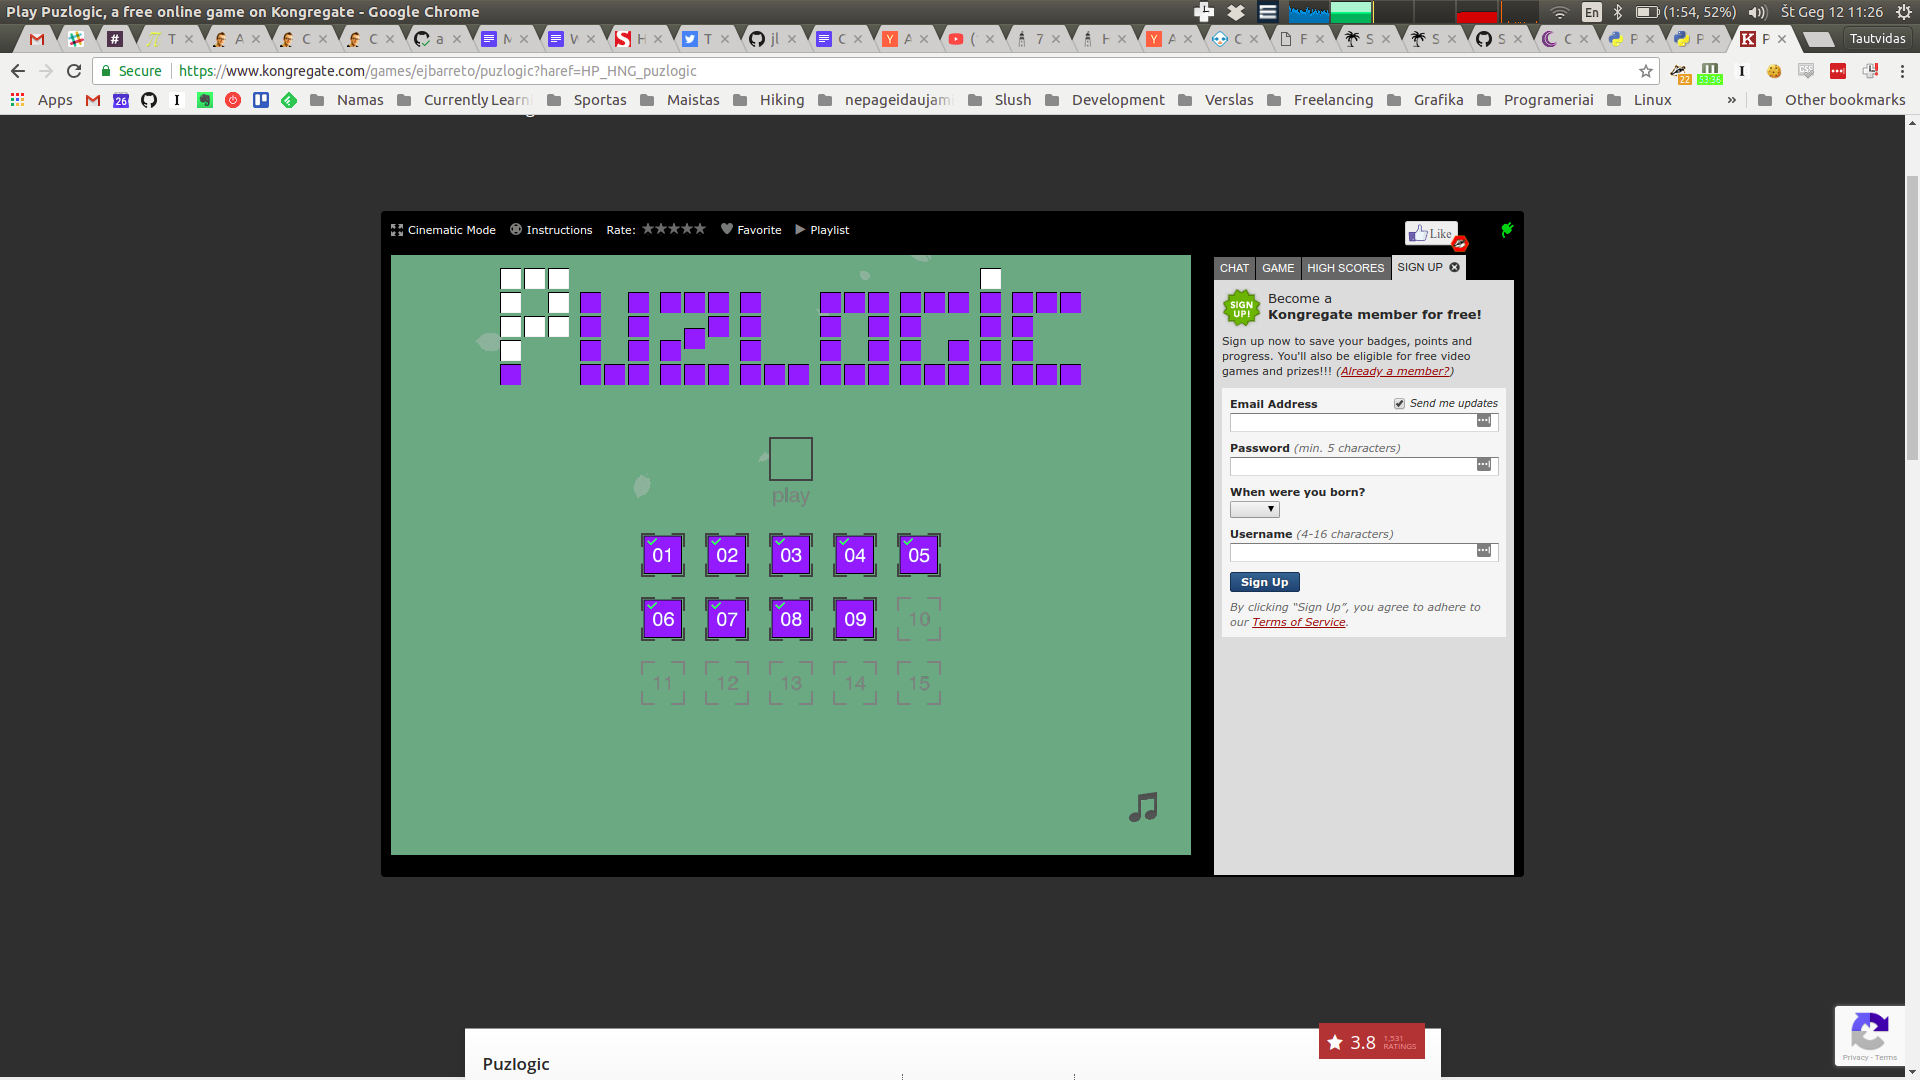 Play Puzlogic, a free online game on Kongregate - Google Chrome
En (1:54, 52%) Št Geg 12 11:26
Tautvidas
Secure https://www.kongregate.com/games/ejbarreto/puzlogic?haref=HP_HNG_puzlogic
22
Apps 26 Namas Currently Learn Sportas Maistas Hiking nepageidaujam Slush Development Verslas Freelancing Grafika Programeriai Linux » Other bookmarks
Cinematic Mode Instructions Rate: Favorite Playlist
Like
PUZLOGIC
play
01 02 03 04 05
06 07 08 09 10
11 12 13 14 15
CHAT GAME HIGH SCORES SIGN UP
SIGN UP!
Become a
Kongregate member for free!
Sign up now to save your badges, points and
progress. You'll also be eligible for free video
games and prizes!!! (Already a member?)
Email Address Send me updates
Password (min. 5 characters)
When were you born?
Username (4-16 characters)
Sign Up
By clicking “Sign Up”, you agree to adhere to
our Terms of Service.
Puzlogic
3.8 1,531 RATINGS
Privacy - Terms